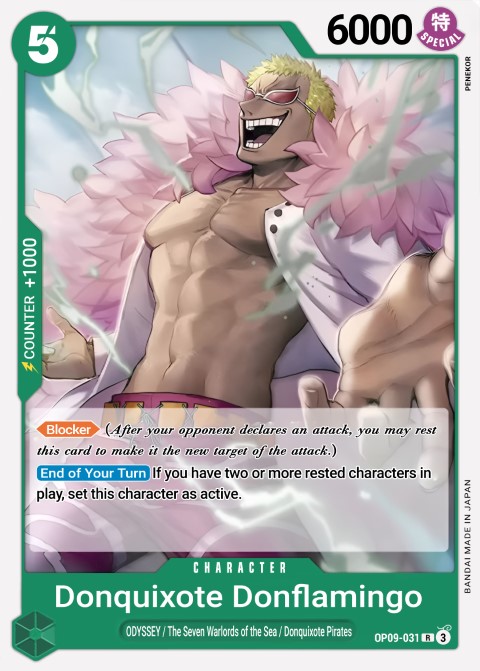 5
6000
特
SPECIAL
PENEKOR
COUNTER +1000
Blocker (After your opponent declares an attack, you may rest
this card to make it the new target of the attack.)
End of Your Turn If you have two or more rested characters in
play, set this character as active.
BANDAI MADE IN JAPAN
CHARACTER
Donquixote Donflamingo
ODYSSEY / The Seven Warlords of the Sea / Donquixote Pirates
OP09-031 R 3